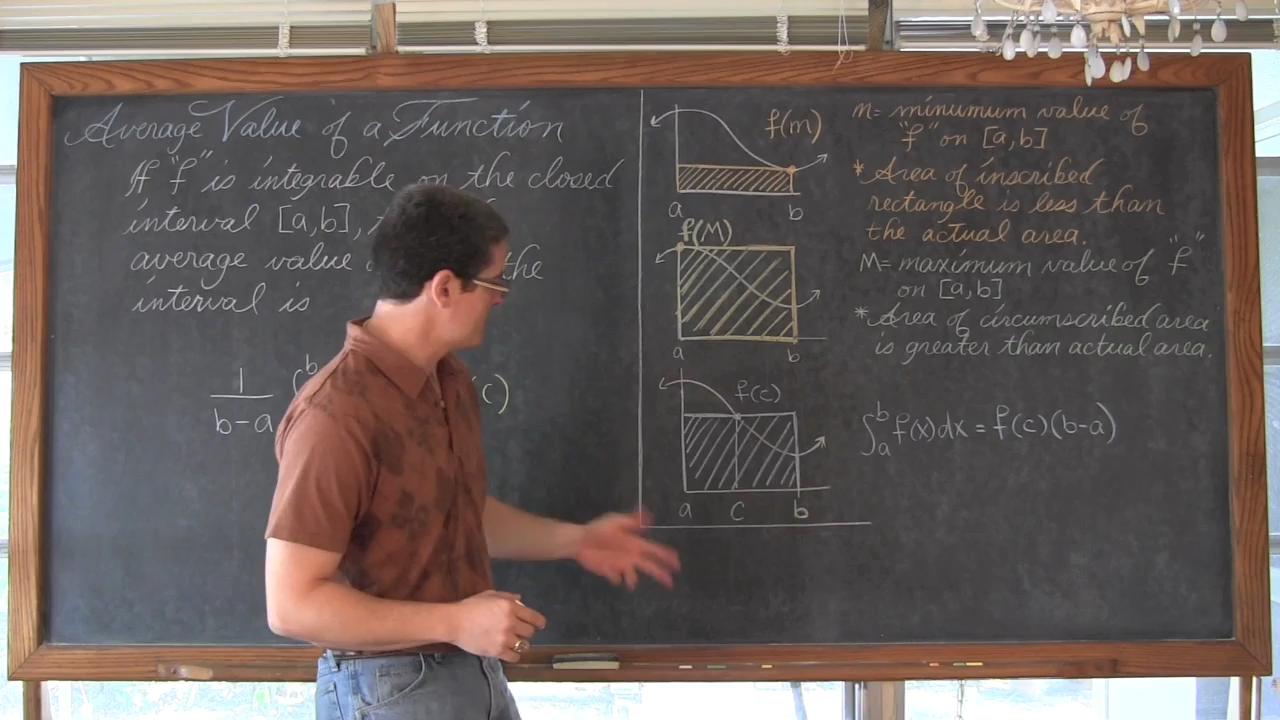 Average Value of a Function
If "f" is integrable on the closed
interval [a,b],
average value the
interval is
1/(b-a) ∫ b c)
f(m)
a b
f(M)
a b
f(c)
a c b
m = minumum value of
"f" on [a,b]
*Area of inscribed
rectangle is less than
the actual area.
M = maximum value of "f"
on [a,b]
*Area of circumscribed area
is greater than actual area.
∫ₐᵇ f(x)dx = f(c)(b-a)